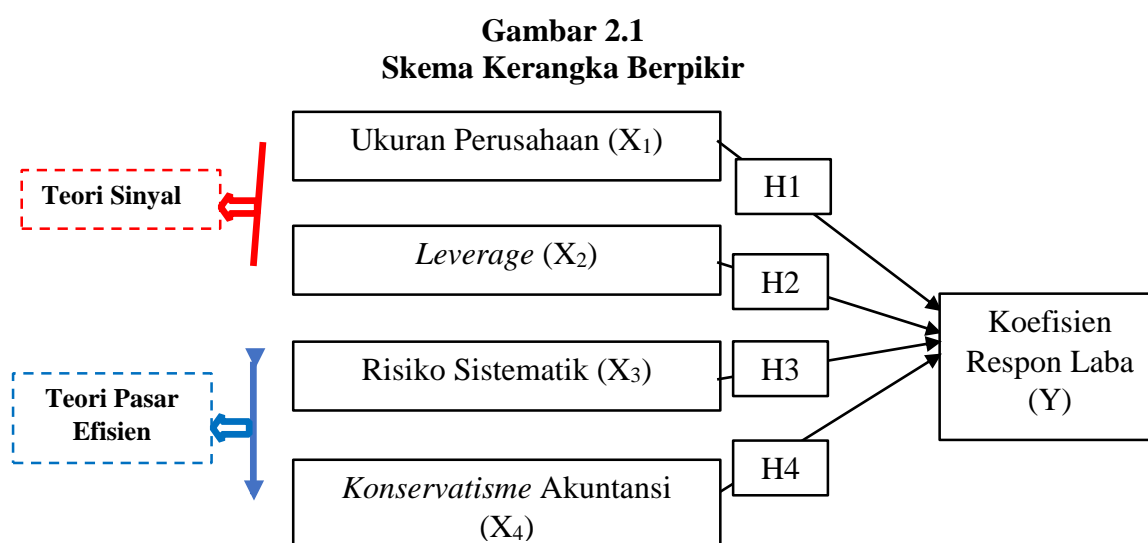 Gambar 2.1
Skema Kerangka Berpikir
Ukuran Perusahaan (X₁)
Teori Sinyal
H1
Leverage (X₂)
H2
Koefisien
Respon Laba
(Y)
Risiko Sistematik (X₃)
H3
Teori Pasar
Efisien
Konservatisme Akuntansi
(X₄)
H4